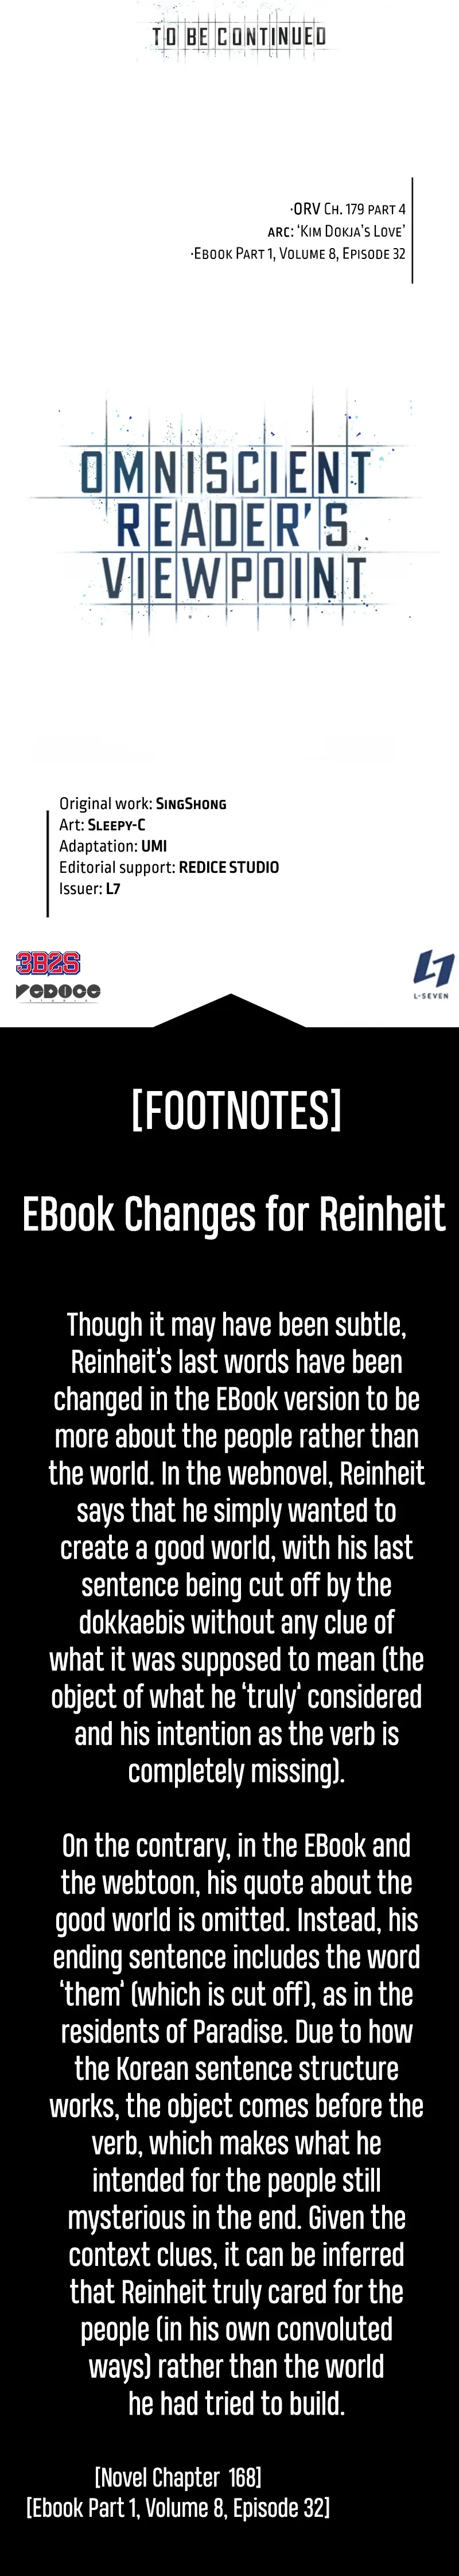 TO BE CONTINUED
·ORV CH. 179 PART 4
ARC: ‘KIM DOKJA’S LOVE’
·EBOOK PART 1, VOLUME 8, EPISODE 32
OMNISCIENT
READER’S
VIEWPOINT
Original work: SINGSHONG
Art: SLEEPY-C
Adaptation: UMI
Editorial support: REDICE STUDIO
Issuer: L7
3B2S
REDICE
STUDIO
L-SEVEN
[FOOTNOTES]
EBook Changes for Reinheit
Though it may have been subtle,
Reinheit's last words have been
changed in the EBook version to be
more about the people rather than
the world. In the webnovel, Reinheit
says that he simply wanted to
create a good world, with his last
sentence being cut off by the
dokkaebis without any clue of
what it was supposed to mean (the
object of what he 'truly' considered
and his intention as the verb is
completely missing).
On the contrary, in the EBook and
the webtoon, his quote about the
good world is omitted. Instead, his
ending sentence includes the word
'them' (which is cut off), as in the
residents of Paradise. Due to how
the Korean sentence structure
works, the object comes before the
verb, which makes what he
intended for the people still
mysterious in the end. Given the
context clues, it can be inferred
that Reinheit truly cared for the
people (in his own convoluted
ways) rather than the world
he had tried to build.
[Novel Chapter 168]
[Ebook Part 1, Volume 8, Episode 32]